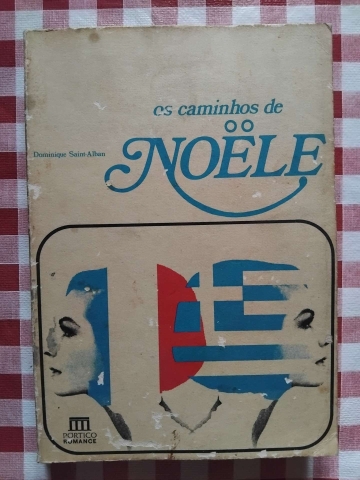 os caminhos de
NOËLE
Dominique Saint-Alban
PÓRTICO
ROMANCE